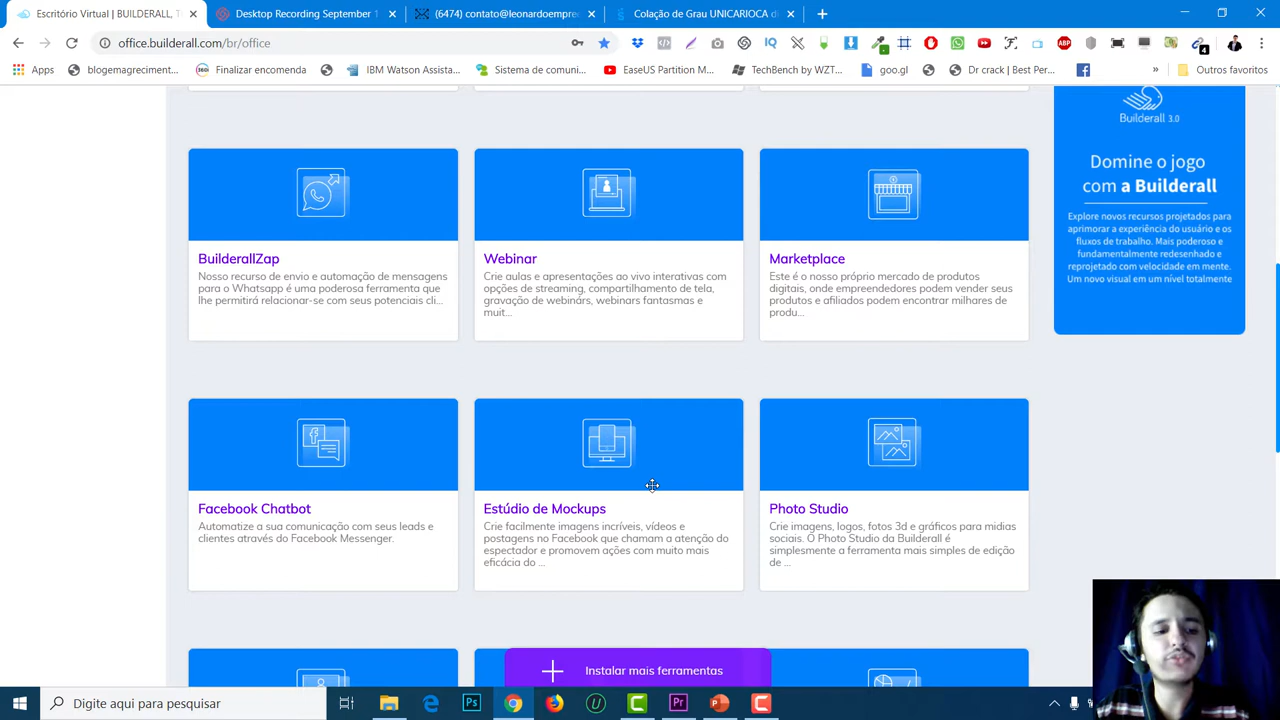 Escritório Virtual | BUILDERALL, T
Desktop Recording September 1
(6474) contato@leonardoempre
Colação de Grau UNICARIOCA d
office.builderall.com/br/office
Apps
blogemagreciment...
Finalizar encomenda
IBM Watson Assista...
Sistema de comuni...
EaseUS Partition M...
TechBench by WZT...
goo.gl
Dr crack | Best Per...
»
Outros favoritos
Builderall 3.0
Domine o jogo
com a Builderall
Explore novos recursos projetados para
aprimorar a experiência do usuário e os
fluxos de trabalho. Mais poderoso e
fundamentalmente redesenhado e
reprojetado com velocidade em mente.
Um novo visual em um nível totalmente
BuilderallZap
Nosso recurso de envio e automação de mensagens
para o Whatsapp é uma poderosa ferramenta que
lhe permitirá relacionar-se com seus potenciais cli...
Webinar
Crie aulas e apresentações ao vivo interativas com
opções de streaming, compartilhamento de tela,
gravação de webinárs, webinars fantasmas e
muit...
Marketplace
Este é o nosso próprio mercado de produtos
digitais, onde empreendedores podem vender seus
produtos e afiliados podem encontrar milhares de
produ...
Facebook Chatbot
Automatize a sua comunicação com seus leads e
clientes através do Facebook Messenger.
Estúdio de Mockups
Crie facilmente imagens incríveis, vídeos e
postagens no Facebook que chamam a atenção do
espectador e promovem ações com muito mais
eficácia do ...
Photo Studio
Crie imagens, logos, fotos 3d e gráficos para midias
sociais. O Photo Studio da Builderall é
simplesmente a ferramenta mais simples de edição
de ...
Instalar mais ferramentas
Digite aqui para pesquisar